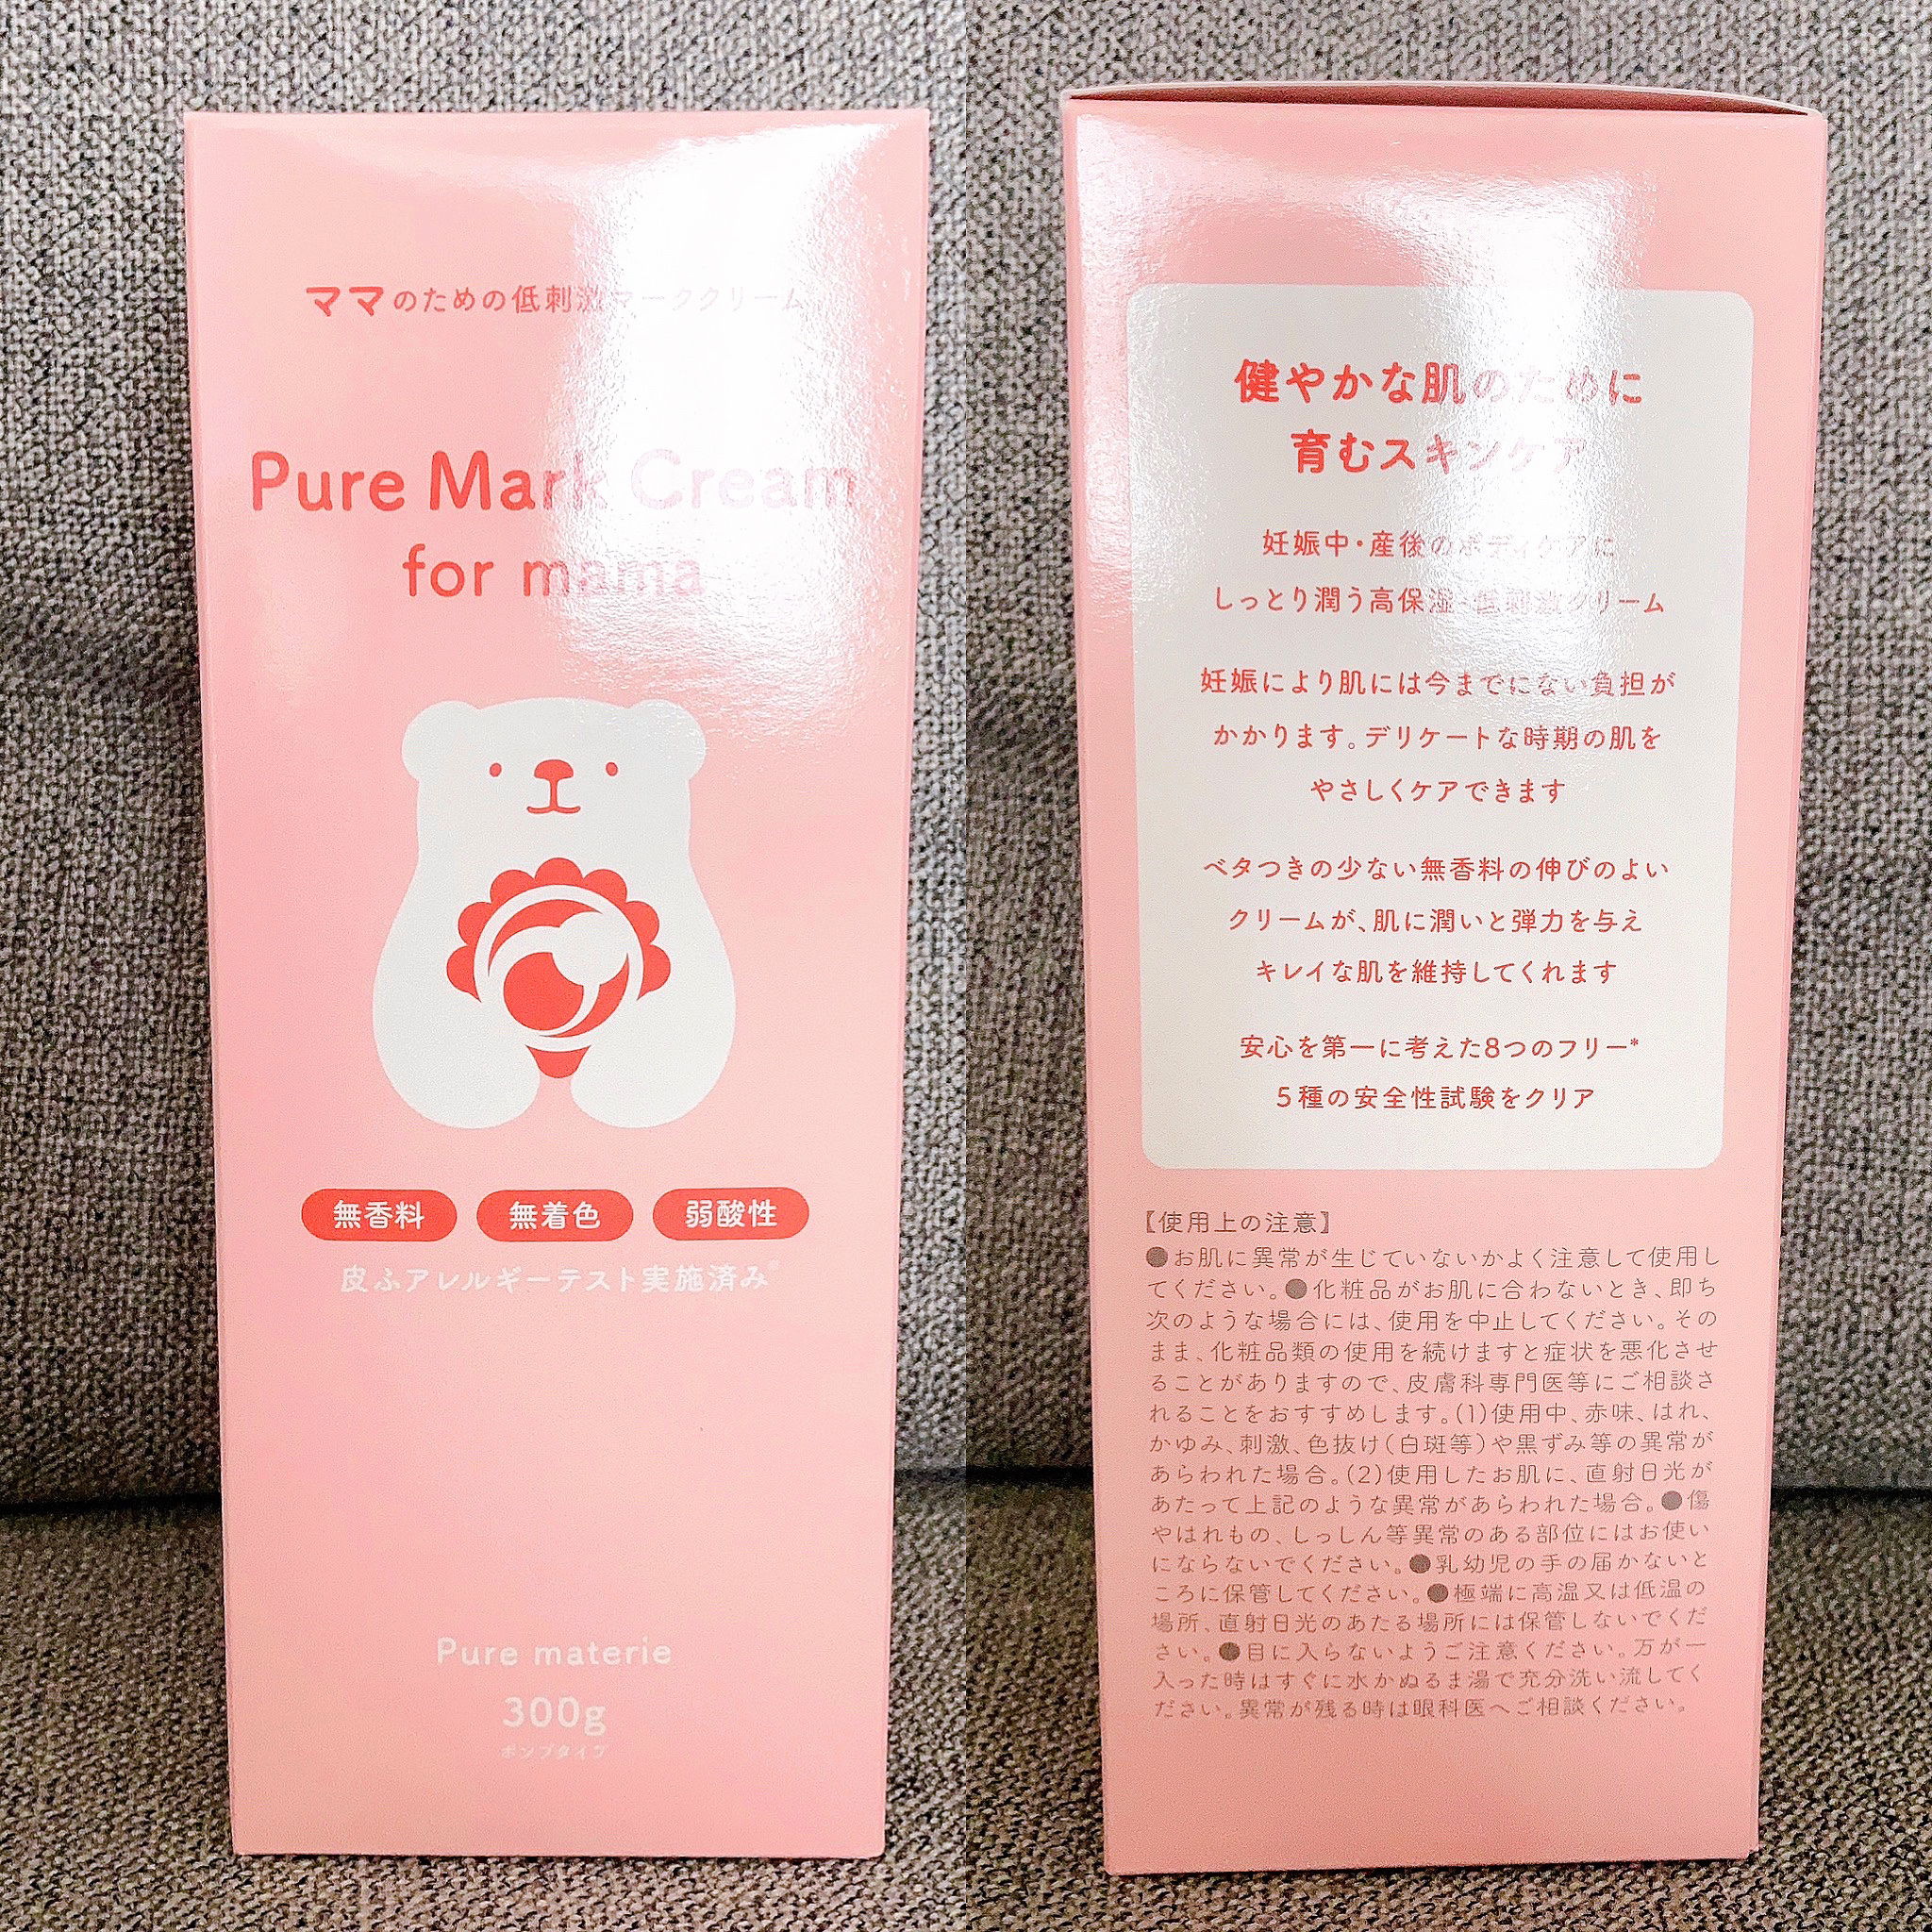 ママのための低刺激マーククリーム
Pure Mark Cream
for mama
無香料 無着色 弱酸性
皮ふアレルギーテスト実施済み※
Pure materie
300g
ポンプタイプ
健やかな肌のために
育むスキンケア
妊娠中・産後のボディケアに
しっとり潤う高保湿・低刺激クリーム
妊娠により肌には今までにない負担が
かかります。デリケートな時期の肌を
やさしくケアできます
ベタつきの少ない無香料の伸びのよい
クリームが、肌に潤いと弾力を与え
キレイな肌を維持してくれます
安心を第一に考えた8つのフリー*
5種の安全性試験をクリア
【使用上の注意】
●お肌に異常が生じていないかよく注意して使用し
てください。●化粧品がお肌に合わないとき、即ち
次のような場合には、使用を中止してください。その
まま、化粧品類の使用を続けますと症状を悪化させ
ることがありますので、皮膚科専門医等にご相談さ
れることをおすすめします。(1)使用中、赤味、はれ、
かゆみ、刺激、色抜け(白斑等)や黒ずみ等の異常が
あらわれた場合。(2)使用したお肌に、直射日光が
あたって上記のような異常があらわれた場合。●傷
やはれもの、しっしん等異常のある部位にはお使い
にならないでください。●乳幼児の手の届かないと
ころに保管してください。●極端に高温又は低温の
場所、直射日光のあたる場所には保管しないでくだ
さい。●目に入らないようご注意ください。万が一
入った時はすぐに水かぬるま湯で充分洗い流してく
ださい。異常が残る時は眼科医へご相談ください。